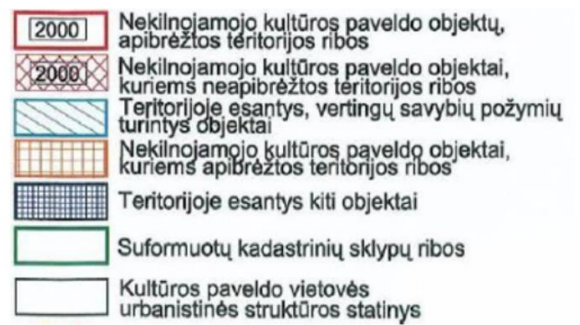 2000
Nekilnojamojo kultūros paveldo objektų,
apibrėžtos teritorijos ribos
2000
Nekilnojamojo kultūros paveldo objektai,
kuriems neapibrėžtos teritorijos ribos
Teritorijoje esantys, vertingų savybių požymių
turintys objektai
Nekilnojamojo kultūros paveldo objektai,
kuriems apibrėžtos teritorijos ribos
Teritorijoje esantys kiti objektai
Suformuotų kadastrinių sklypų ribos
Kultūros paveldo vietovės
urbanistinės struktūros statinys